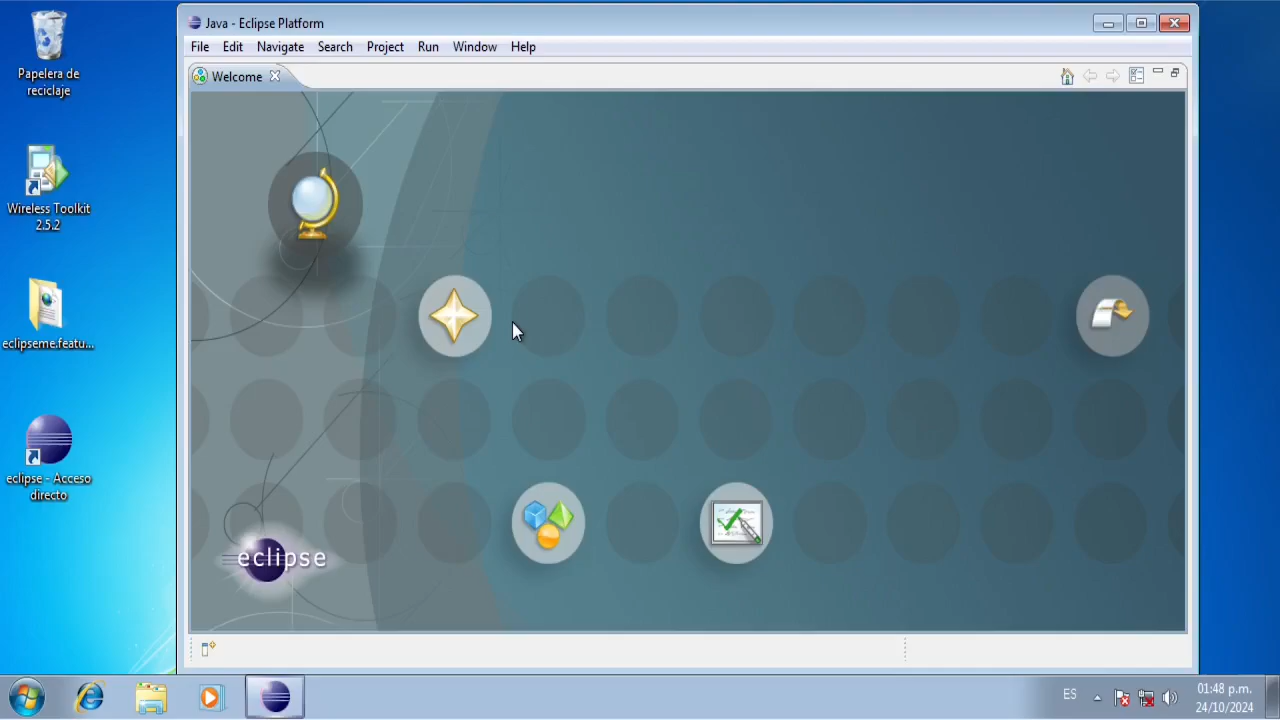 Java - Eclipse Platform
File Edit Navigate Search Project Run Window Help
Welcome
Papelera de
reciclaje
Wireless Toolkit
2.5.2
eclipseme.featu...
eclipse - Acceso
directo
eclipse
ES
01:48 p.m.
24/10/2024